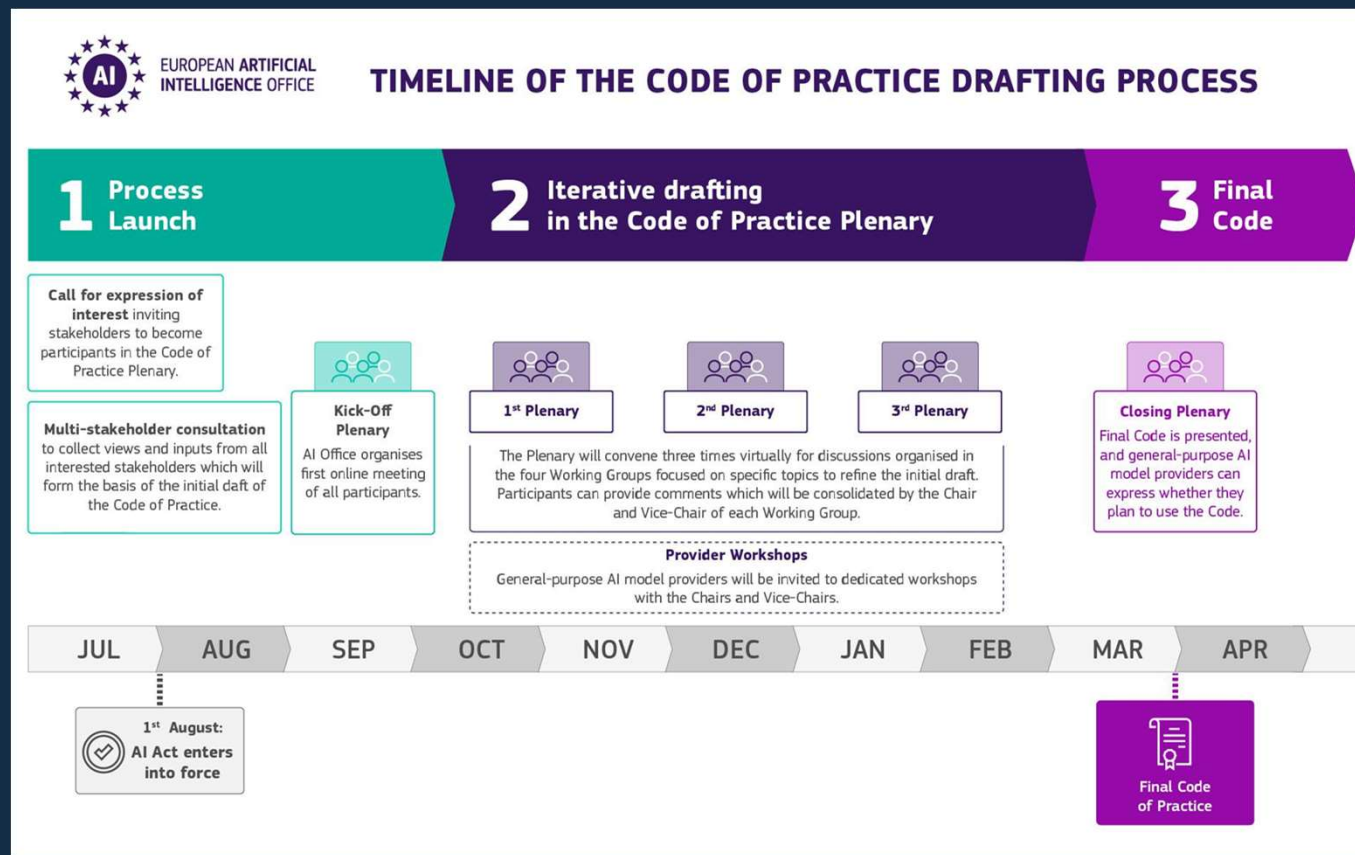 AI
EUROPEAN ARTIFICIAL
INTELLIGENCE OFFICE
TIMELINE OF THE CODE OF PRACTICE DRAFTING PROCESS
1 Process
Launch
2 Iterative drafting
in the Code of Practice Plenary
3 Final
Code
Call for expression of
interest inviting
stakeholders to become
participants in the Code of
Practice Plenary.
Multi-stakeholder consultation
to collect views and inputs from all
interested stakeholders which will
form the basis of the initial daft of
the Code of Practice.
Kick-Off
Plenary
AI Office organises
first online meeting
of all participants.
1st Plenary
2nd Plenary
3rd Plenary
The Plenary will convene three times virtually for discussions organised in
the four Working Groups focused on specific topics to refine the initial draft.
Participants can provide comments which will be consolidated by the Chair
and Vice-Chair of each Working Group.
Provider Workshops
General-purpose AI model providers will be invited to dedicated workshops
with the Chairs and Vice-Chairs.
Closing Plenary
Final Code is presented,
and general-purpose AI
model providers can
express whether they
plan to use the Code.
JUL AUG SEP OCT NOV DEC JAN FEB MAR APR
1st August:
AI Act enters
into force
Final Code
of Practice